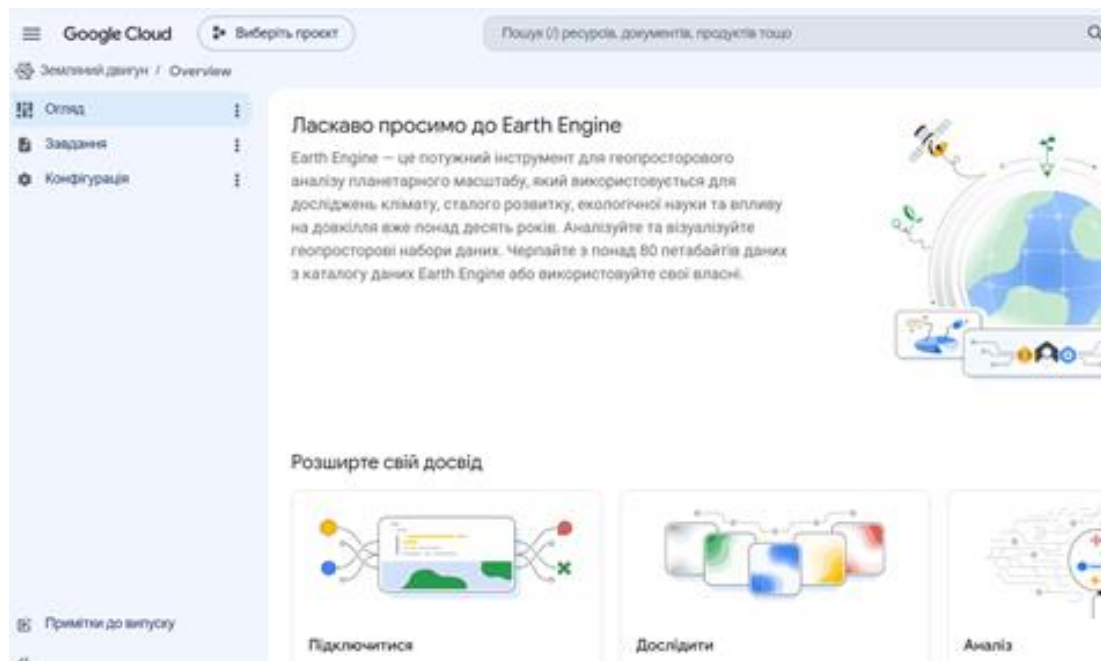 Google Cloud
Виберіть проєкт
Пошук (/) ресурсів, документів, продуктів тощо
Земляний двигун / Overview
Огляд
Завдання
Конфігурація
Ласкаво просимо до Earth Engine
Earth Engine — це потужний інструмент для геопросторового
аналізу планетарного масштабу, який використовується для
досліджень клімату, сталого розвитку, екологічної науки та впливу
на довкілля вже понад десять років. Аналізуйте та візуалізуйте
геопросторові набори даних. Черпайте з понад 80 петабайтів даних
з каталогу даних Earth Engine або використовуйте свої власні.
Розширте свій досвід
Підключитися
Дослідити
Аналіз
Примітки до випуску